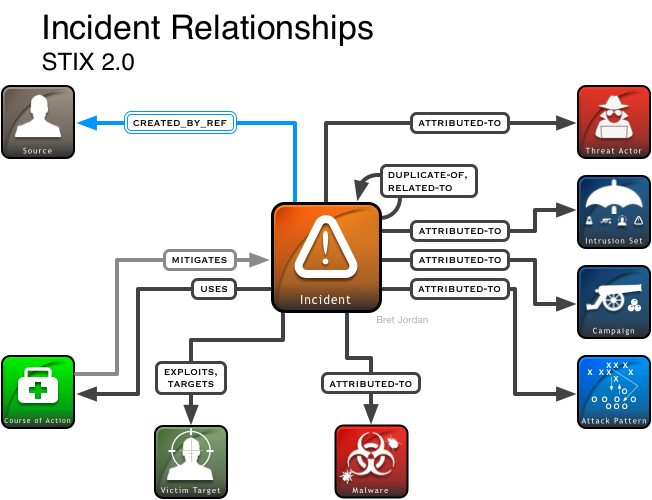 Incident Relationships
STIX 2.0
CREATED_BY_REF
ATTRIBUTED-TO
Source
Threat Actor
DUPLICATE-OF,
RELATED-TO
ATTRIBUTED-TO
Intrusion Set
MITIGATES
ATTRIBUTED-TO
USES
ATTRIBUTED-TO
Incident
Bret Jordan
Campaign
EXPLOITS,
TARGETS
ATTRIBUTED-TO
X X X
X X X X
X
O
O O O O
O O O
Course of Action
Attack Pattern
Victim Target
Malware